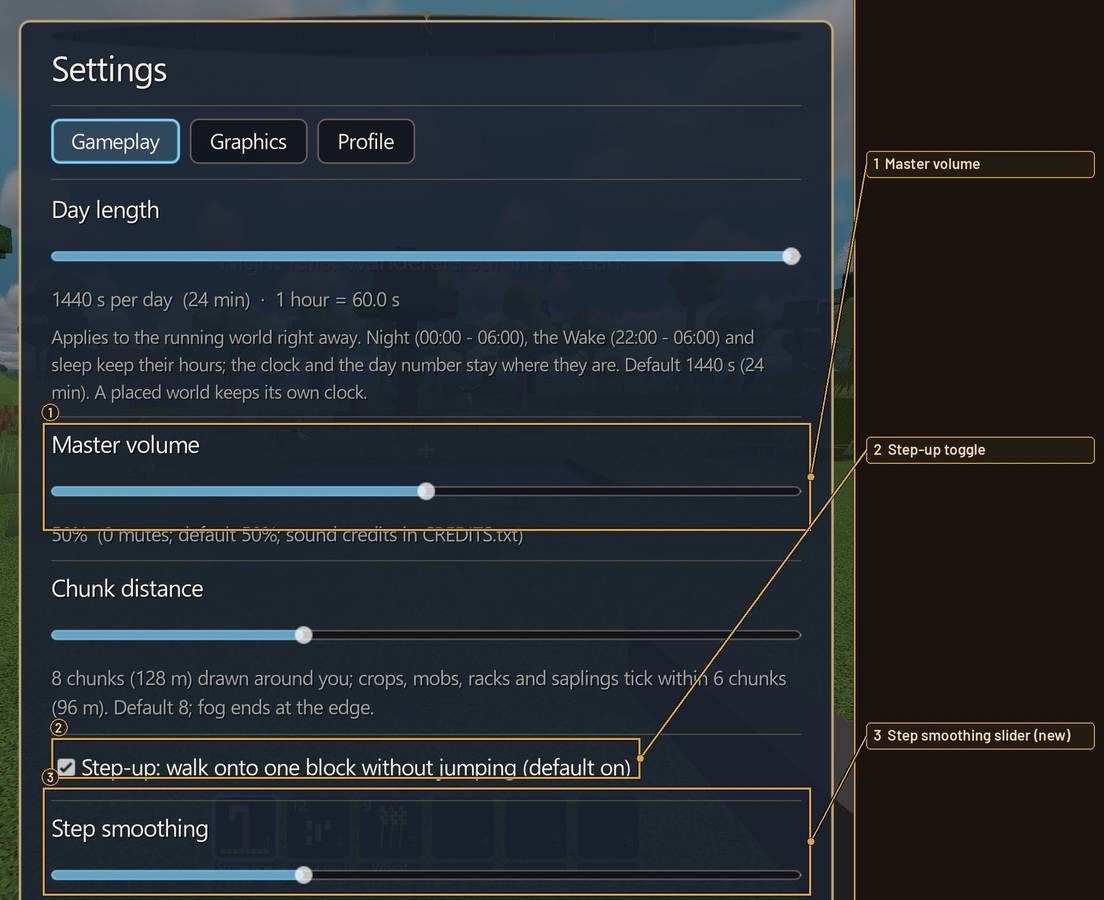 Settings
Gameplay Graphics Profile
1 Master volume
Day length
1440 s per day (24 min) · 1 hour = 60.0 s
Applies to the running world right away. Night (00:00 - 06:00), the Wake (22:00 - 06:00) and
sleep keep their hours; the clock and the day number stay where they are. Default 1440 s (24
min). A placed world keeps its own clock.
1
Master volume
2 Step-up toggle
50% (0 mutes; default 50%; sound credits in CREDITS.txt)
Chunk distance
8 chunks (128 m) drawn around you; crops, mobs, racks and saplings tick within 6 chunks
(96 m). Default 8; fog ends at the edge.
2
3 Step smoothing slider (new)
Step-up: walk onto one block without jumping (default on)
3
Step smoothing